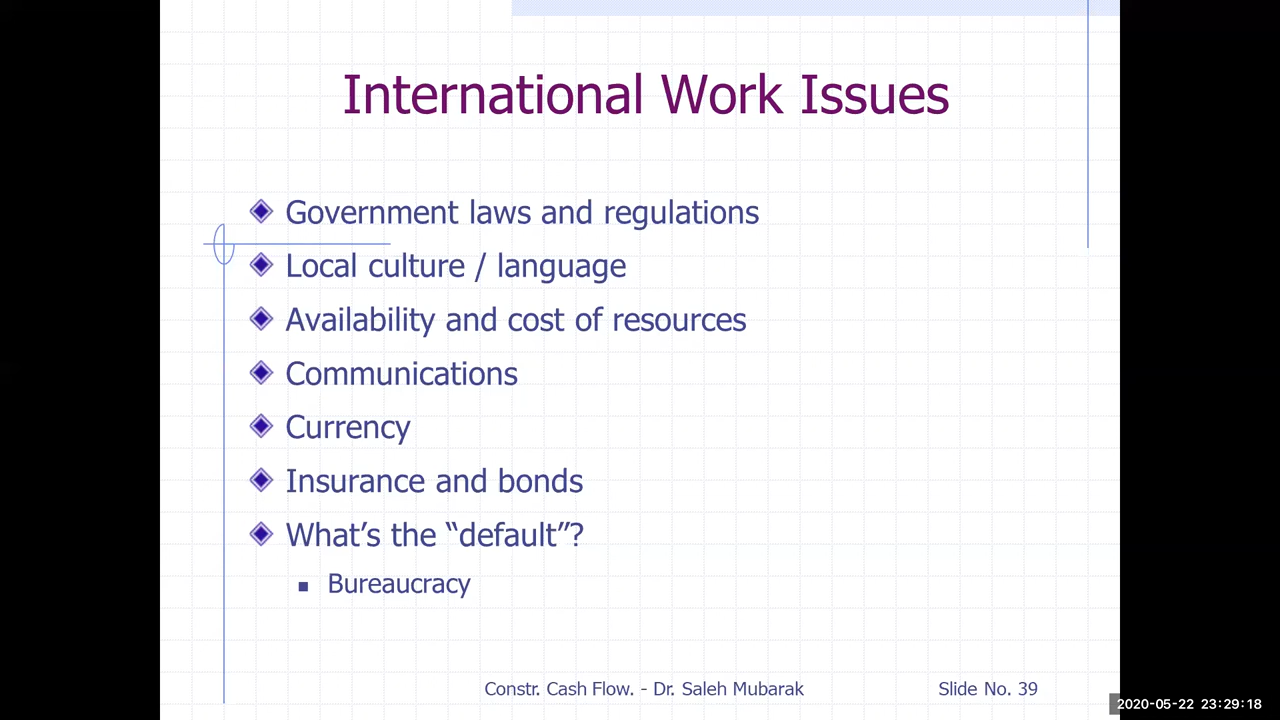 International Work Issues
Government laws and regulations
Local culture / language
Availability and cost of resources
Communications
Currency
Insurance and bonds
What’s the “default”?
Bureaucracy
Constr. Cash Flow. - Dr. Saleh Mubarak
Slide No. 39
2020-05-22 23:29:18